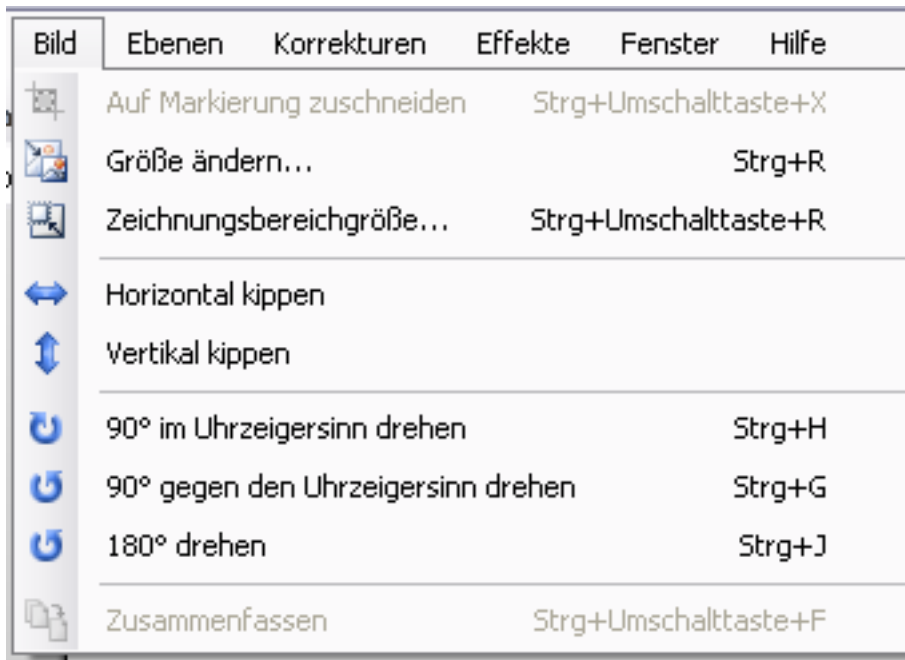 Bild Ebenen Korrekturen Effekte Fenster Hilfe
Auf Markierung zuschneiden Strg+Umschalttaste+X
Größe ändern... Strg+R
Zeichnungsbereichgröße... Strg+Umschalttaste+R
Horizontal kippen
Vertikal kippen
90° im Uhrzeigersinn drehen Strg+H
90° gegen den Uhrzeigersinn drehen Strg+G
180° drehen Strg+J
Zusammenfassen Strg+Umschalttaste+F